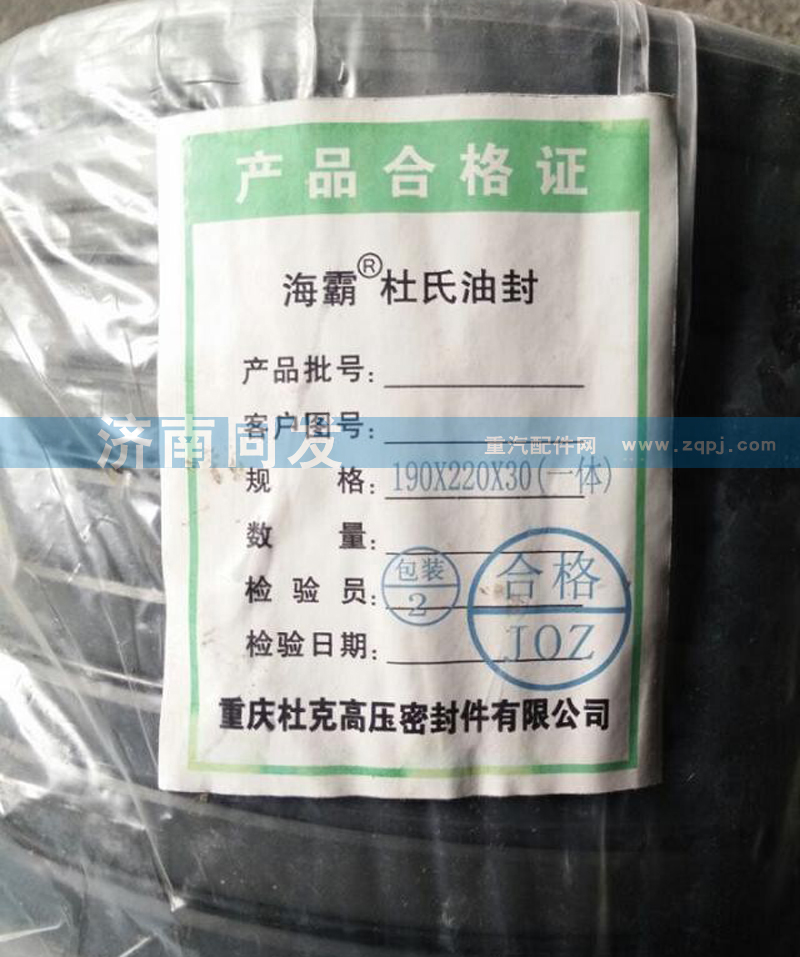 产品合格证
海霸®杜氏油封
产品批号:
客户图号:
济南同发 重汽配件网 www.zqpj.com
规 格: 190X220X30(一体)
数 量:
检 验 员: 包装 2
合格 JOZ
检验日期:
重庆杜克高压密封件有限公司